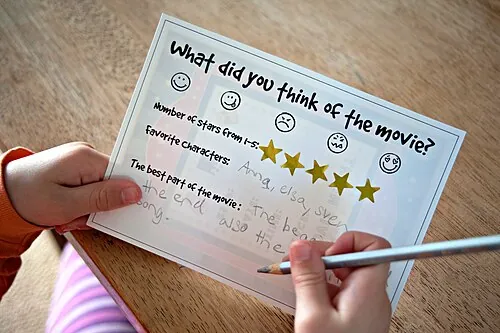 What did you think of the movie?
Number of stars from 1-5:
Favorite characters: Anna, elsa, sven
The best part of the movie: The
the end also the
song.